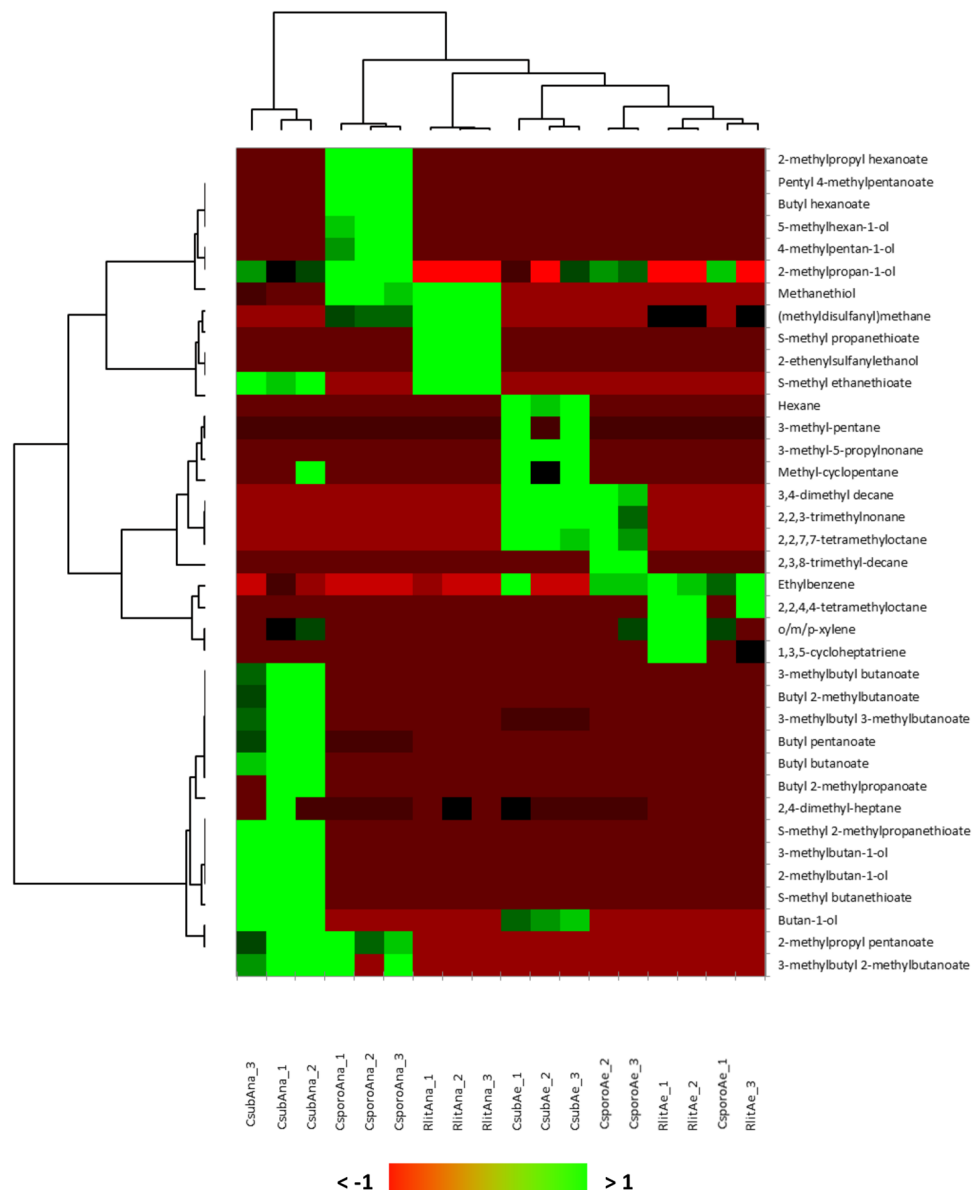 2-methylpropyl hexanoate
Pentyl 4-methylpentanoate
Butyl hexanoate
5-methylhexan-1-ol
4-methylpentan-1-ol
2-methylpropan-1-ol
Methanethiol
(methyldisulfanyl)methane
S-methyl propanethioate
2-ethenylsulfanylethanol
S-methyl ethanethioate
Hexane
3-methyl-pentane
3-methyl-5-propylnonane
Methyl-cyclopentane
3,4-dimethyl decane
2,2,3-trimethylnonane
2,2,7,7-tetramethyloctane
2,3,8-trimethyl-decane
Ethylbenzene
2,2,4,4-tetramethyloctane
o/m/p-xylene
1,3,5-cycloheptatriene
3-methylbutyl butanoate
Butyl 2-methylbutanoate
3-methylbutyl 3-methylbutanoate
Butyl pentanoate
Butyl butanoate
Butyl 2-methylpropanoate
2,4-dimethyl-heptane
S-methyl 2-methylpropanethioate
3-methylbutan-1-ol
2-methylbutan-1-ol
S-methyl butanethioate
Butan-1-ol
2-methylpropyl pentanoate
3-methylbutyl 2-methylbutanoate
CsubAna_3
CsubAna_1
CsubAna_2
CsporoAna_1
CsporoAna_2
CsporoAna_3
RlitAna_1
RlitAna_2
RlitAna_3
CsubAe_1
CsubAe_2
CsubAe_3
CsporoAe_2
CsporoAe_3
RlitAe_1
RlitAe_2
CsporoAe_1
RlitAe_3
< -1 > 1